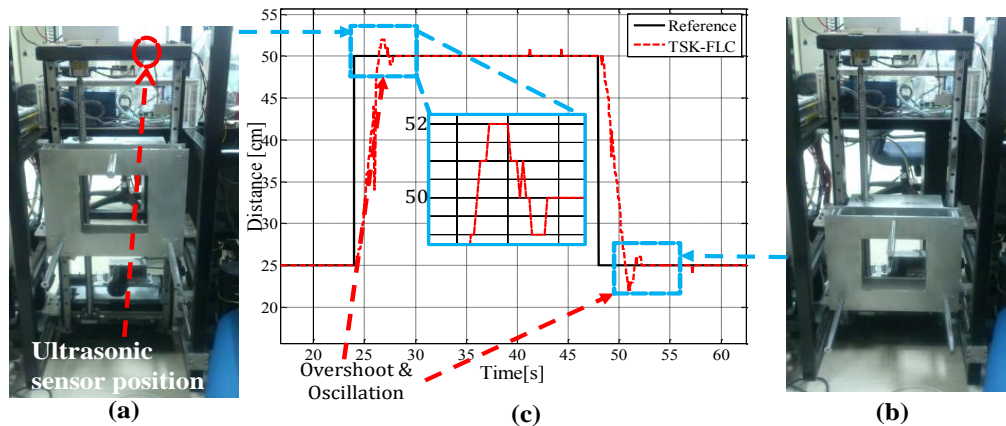 Ultrasonic
sensor position
(a)
Distance [cm]
55
50
45
40
35
30
25
20
Reference
TSK-FLC
52
50
20 25 30 35 40 45 50 55 60
Time[s]
Overshoot &
Oscillation
(c)
(b)